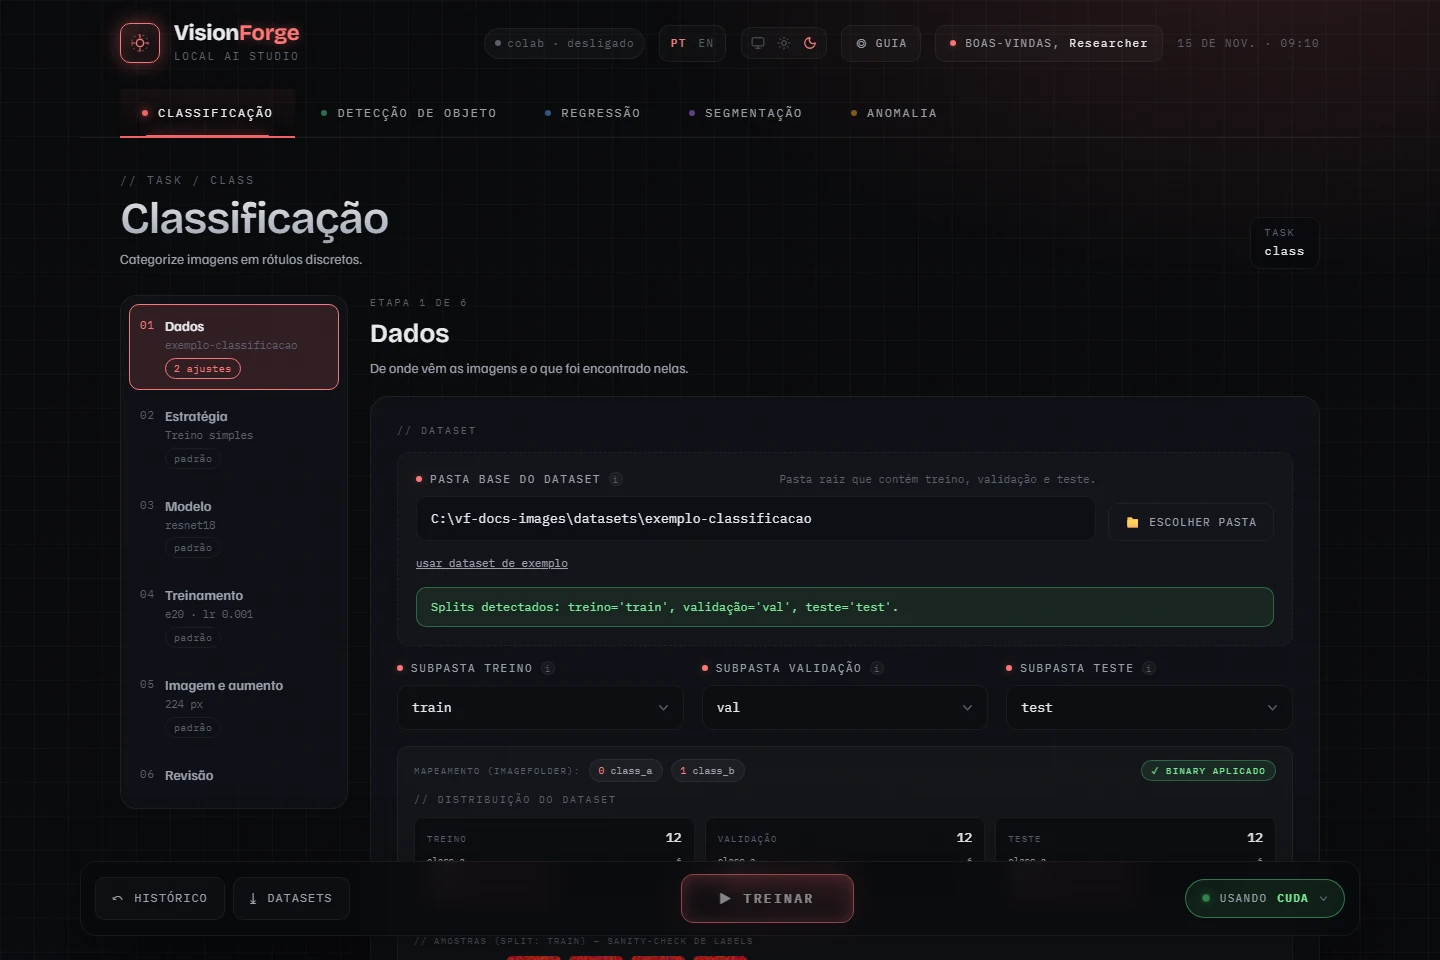 VisionForge
LOCAL AI STUDIO
colab · desligado
PT EN
GUIA
BOAS-VINDAS, Researcher
15 DE NOV. · 09:10
CLASSIFICAÇÃO
DETECÇÃO DE OBJETO
REGRESSÃO
SEGMENTAÇÃO
ANOMALIA
// TASK / CLASS
Classificação
Categorize imagens em rótulos discretos.
TASK
class
01 Dados
exemplo-classificacao
2 ajustes
02 Estratégia
Treino simples
padrão
03 Modelo
resnet18
padrão
04 Treinamento
e20 · lr 0.001
padrão
05 Imagem e aumento
224 px
padrão
06 Revisão
ETAPA 1 DE 6
Dados
De onde vêm as imagens e o que foi encontrado nelas.
// DATASET
PASTA BASE DO DATASET i
Pasta raiz que contém treino, validação e teste.
C:\vf-docs-images\datasets\exemplo-classificacao
ESCOLHER PASTA
usar dataset de exemplo
Splits detectados: treino='train', validação='val', teste='test'.
SUBPASTA TREINO i
SUBPASTA VALIDAÇÃO i
SUBPASTA TESTE i
train
val
test
MAPEAMENTO (IMAGEFOLDER): 0 class_a 1 class_b
✓ BINARY APLICADO
// DISTRIBUIÇÃO DO DATASET
TREINO 12
VALIDAÇÃO 12
TESTE 12
HISTÓRICO
DATASETS
TREINAR
USANDO CUDA
// AMOSTRAS (SPLIT: TRAIN) — SANITY-CHECK DE LABELS